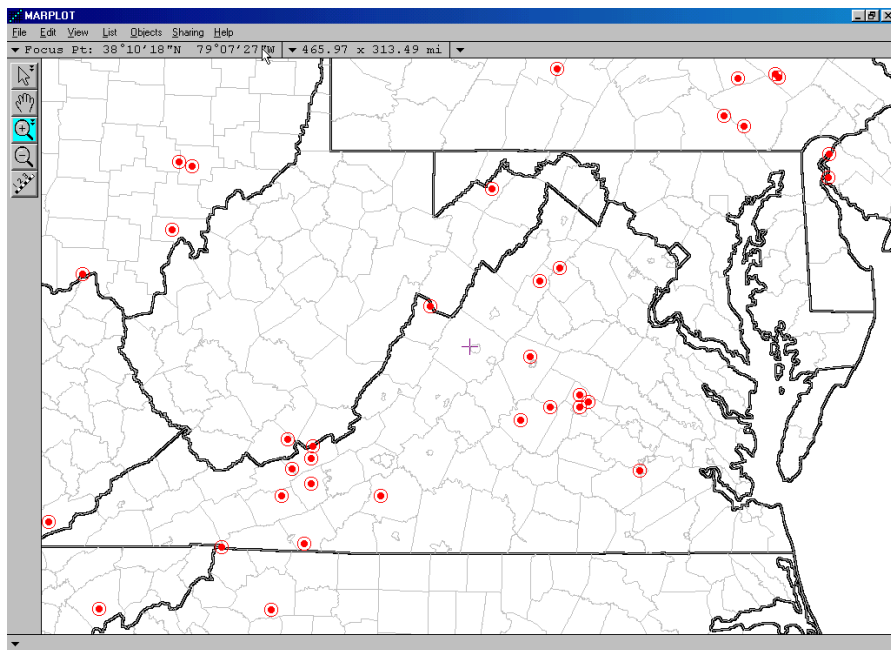 MARPLOT
File Edit View List Objects Sharing Help
Focus Pt: 38°10'18"N 79°07'27"W 465.97 x 313.49 mi